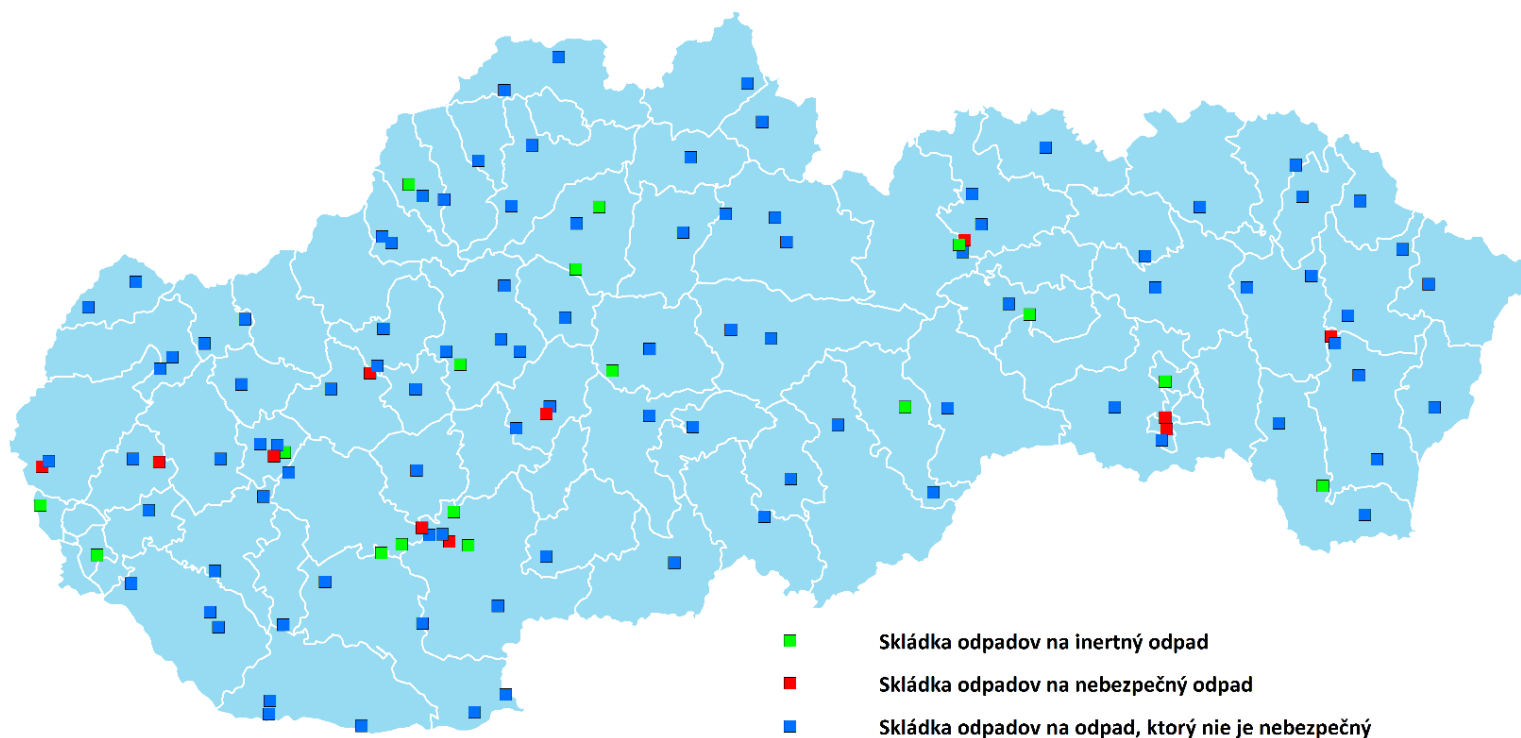 Skládka odpadov na inertný odpad
Skládka odpadov na nebezpečný odpad
Skládka odpadov na odpad, ktorý nie je nebezpečný